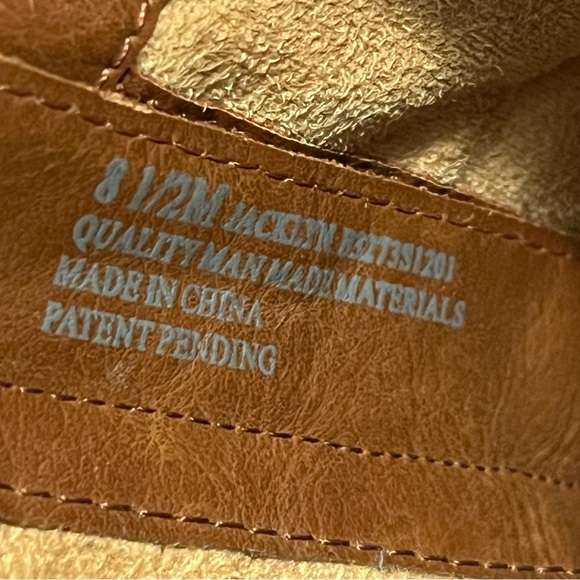 8 1/2M JACKLYN
QUALITY MAN MADE MATERIALS
MADE IN CHINA
PATENT PENDING